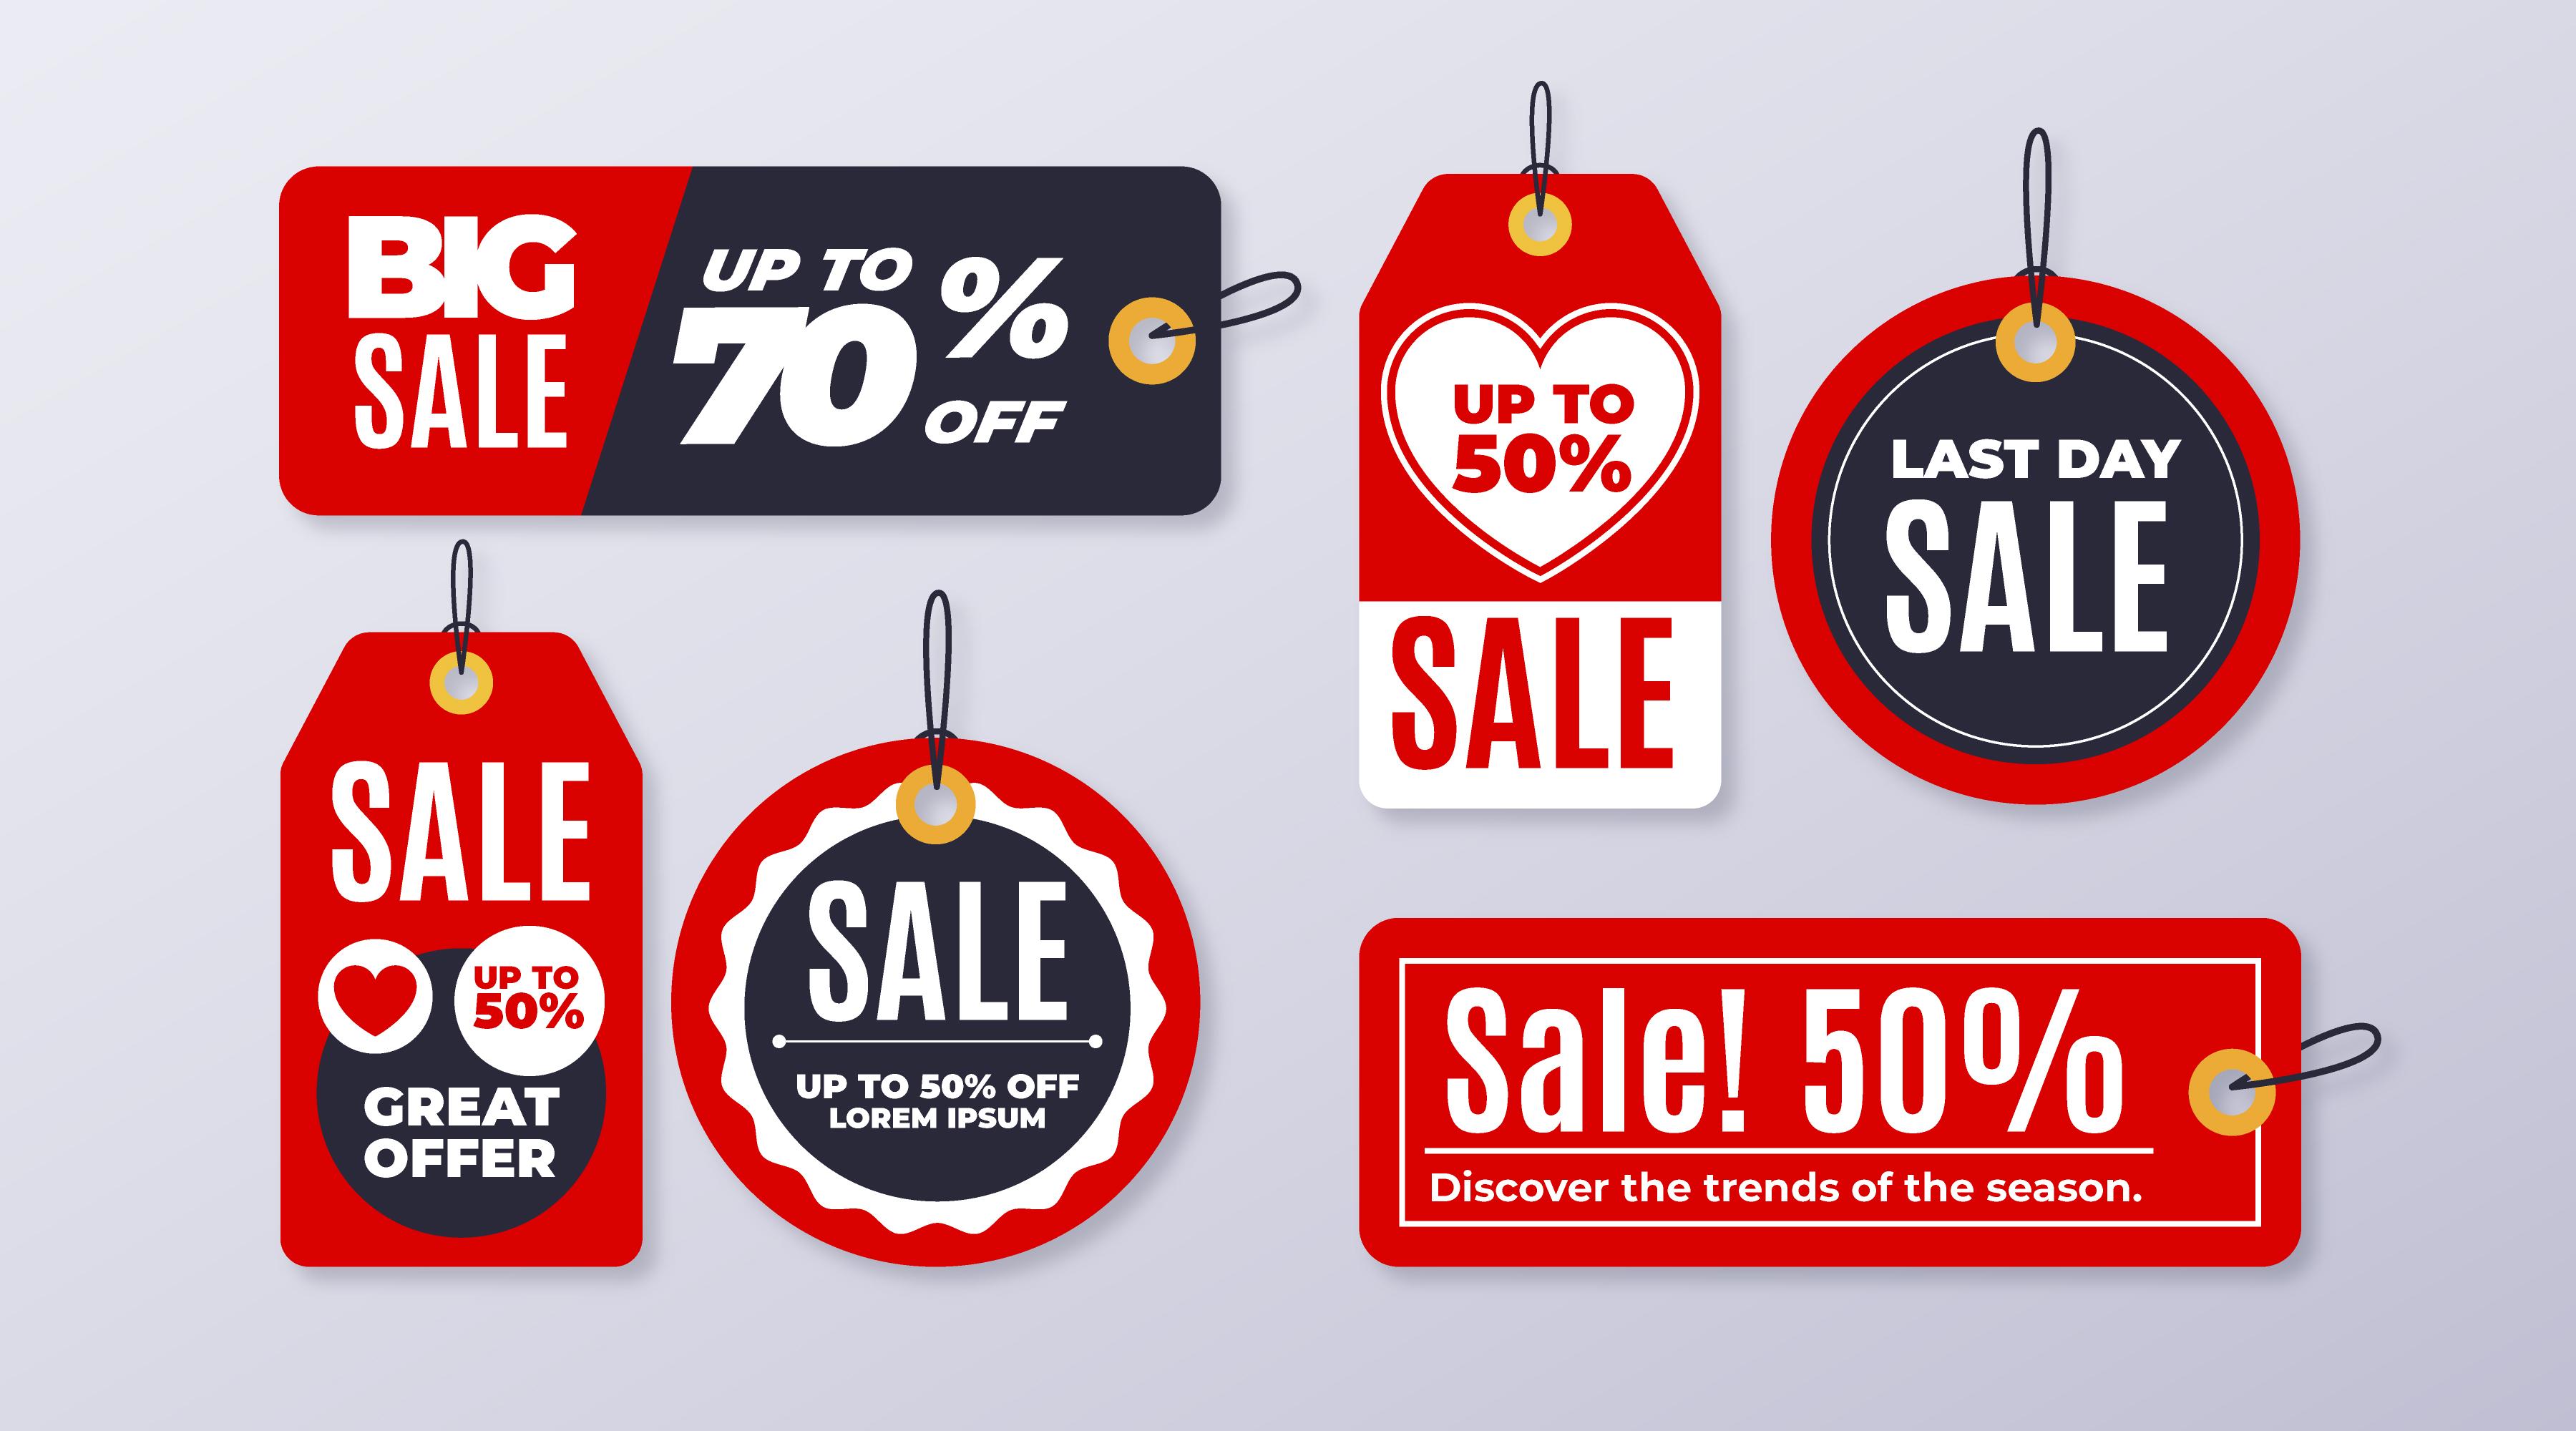 BIG
SALE
UP TO
70%
OFF
UP TO
50%
SALE
LAST DAY
SALE
SALE
UP TO
50%
GREAT
OFFER
SALE
UP TO 50% OFF
LOREM IPSUM
Sale! 50%
Discover the trends of the season.